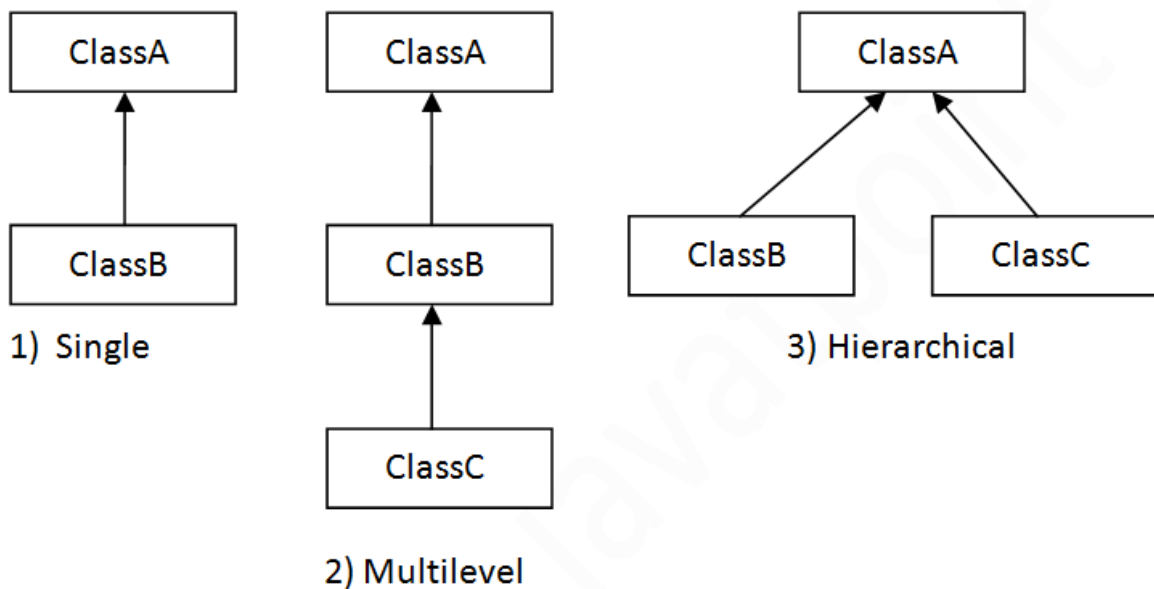 ClassA
ClassB
1) Single
ClassA
ClassB
ClassC
2) Multilevel
ClassA
ClassB
ClassC
3) Hierarchical